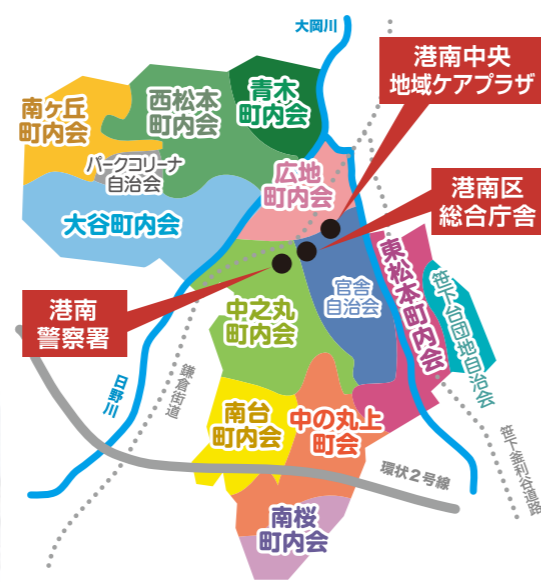 大岡川
港南中央
地域ケアプラザ
青木
町内会
西松本
町内会
南ヶ丘
町内会
パークコリーナ
自治会
広地
町内会
港南区
総合庁舎
大谷町内会
東松本町内会
笹下台団地自治会
官舎
自治会
港南
警察署
中之丸
町内会
日野川
鎌倉街道
南台
町内会
中の丸上
町会
笹下釜利谷道路
環状2号線
南桜
町内会